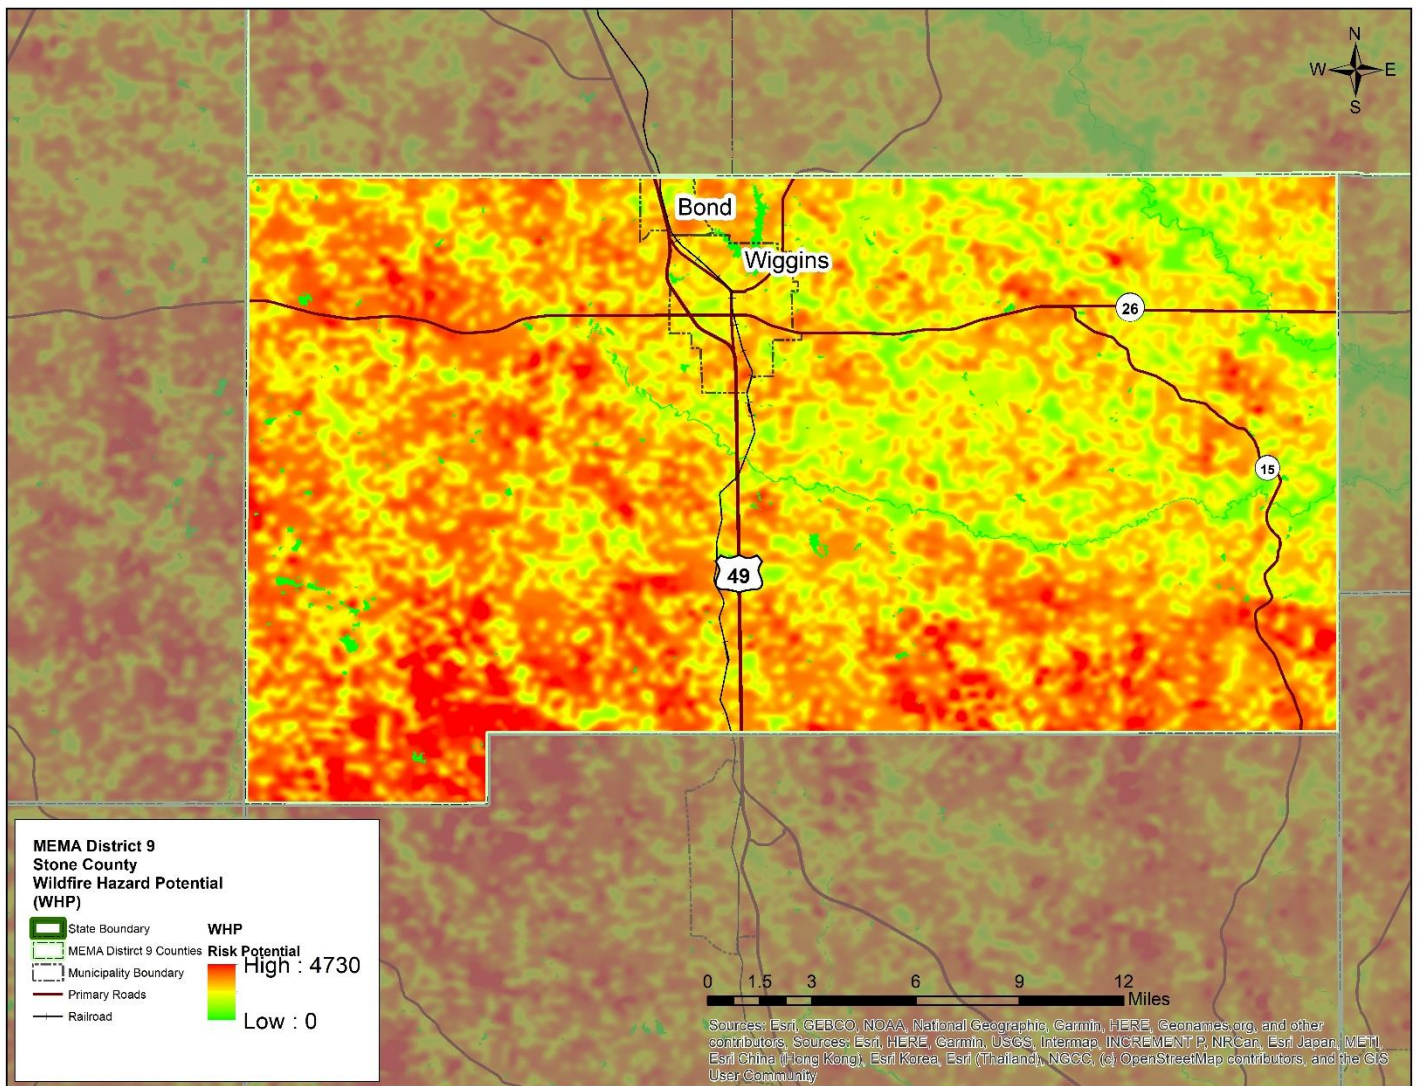 N
W E
S
Bond
Wiggins
26
15
49
MEMA District 9
Stone County
Wildfire Hazard Potential
(WHP)
State Boundary
MEMA Distirct 9 Counties
Municipality Boundary
Primary Roads
Railroad
WHP
Risk Potential
High : 4730
Low : 0
0 1.5 3 6 9 12
Miles
Sources: Esri, GEBCO, NOAA, National Geographic, Garmin, HERE, Geonames.org, and other
contributors, Sources: Esri, HERE, Garmin, USGS, Intermap, INCREMENT P, NRCan, Esri Japan, METI,
Esri China (Hong Kong), Esri Korea, Esri (Thailand), NGCC, (c) OpenStreetMap contributors, and the GIS
User Community